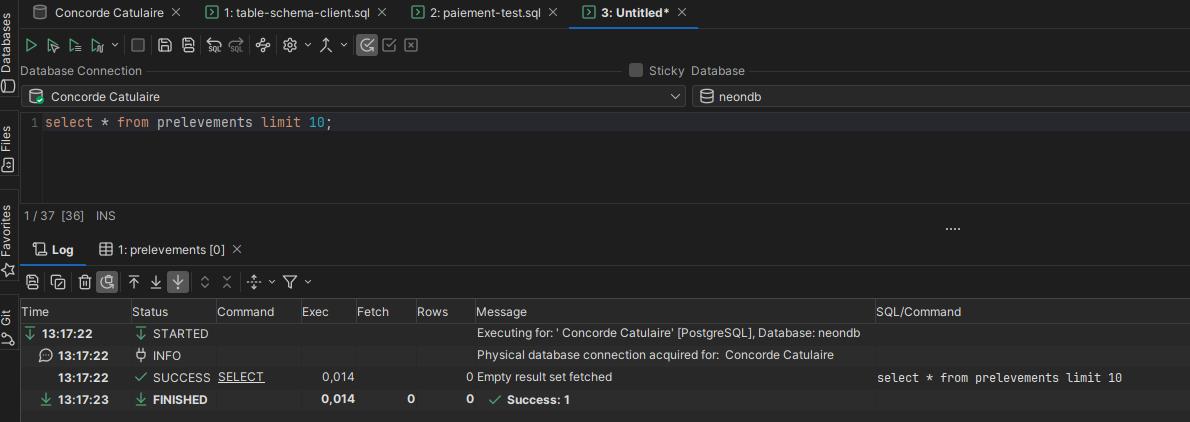 Concorde Catulaire 1: table-schema-client.sql 2: paiement-test.sql 3: Untitled*
Databases
Files
Favorites
Git
SQL SQL
Database Connection Sticky Database
Concorde Catulaire neondb
1 select * from prelevements limit 10;
1 / 37 [36] INS
Log 1: prelevements [0]
Time Status Command Exec Fetch Rows Message SQL/Command
13:17:22 STARTED Executing for: ' Concorde Catulaire' [PostgreSQL], Database: neondb
13:17:22 INFO Physical database connection acquired for: Concorde Catulaire
13:17:22 SUCCESS SELECT 0,014 0 Empty result set fetched select * from prelevements limit 10
13:17:23 FINISHED 0,014 0 0 Success: 1